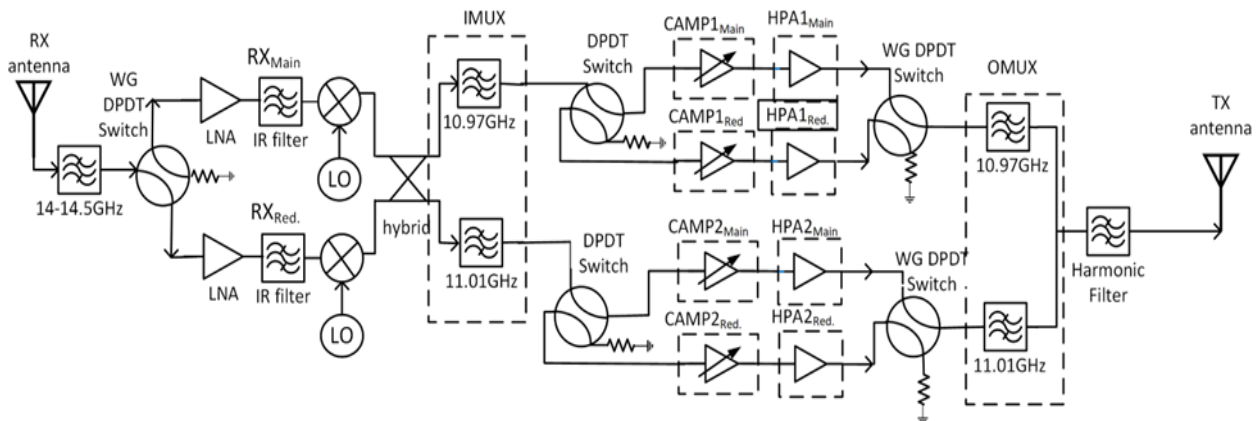 RX
antenna
WG
DPDT
Switch
14-14.5GHz
LNA
RXMain
IR filter
LO
LNA
RXRed.
IR filter
LO
hybrid
IMUX
10.97GHz
11.01GHz
DPDT
Switch
CAMP1Main
HPA1Main
CAMP1Red
HPA1Red.
WG DPDT
Switch
DPDT
Switch
CAMP2Main
HPA2Main
CAMP2Red.
HPA2Red.
WG DPDT
Switch
OMUX
10.97GHz
11.01GHz
Harmonic
Filter
TX
antenna